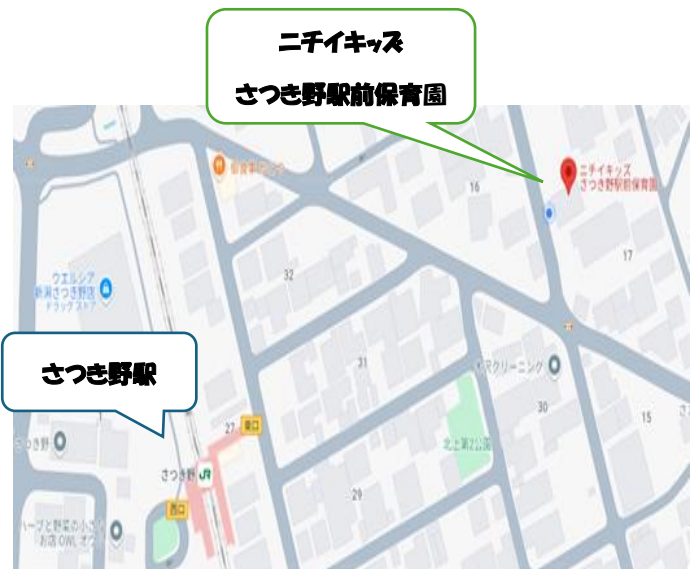 ニチイキッズ
さつき野駅前保育園
ニチイキッズ
さつき野駅前保育園
16
17
32
ウエルシア
新潟さつき野店
ドラッグストア
31
さつき野駅
沢クリーニング
30
15
27
東口
北上第2公園
さつき野
さつき野
JR
29
西口
ハーブと野菜の小さ
お店 OWL オウ